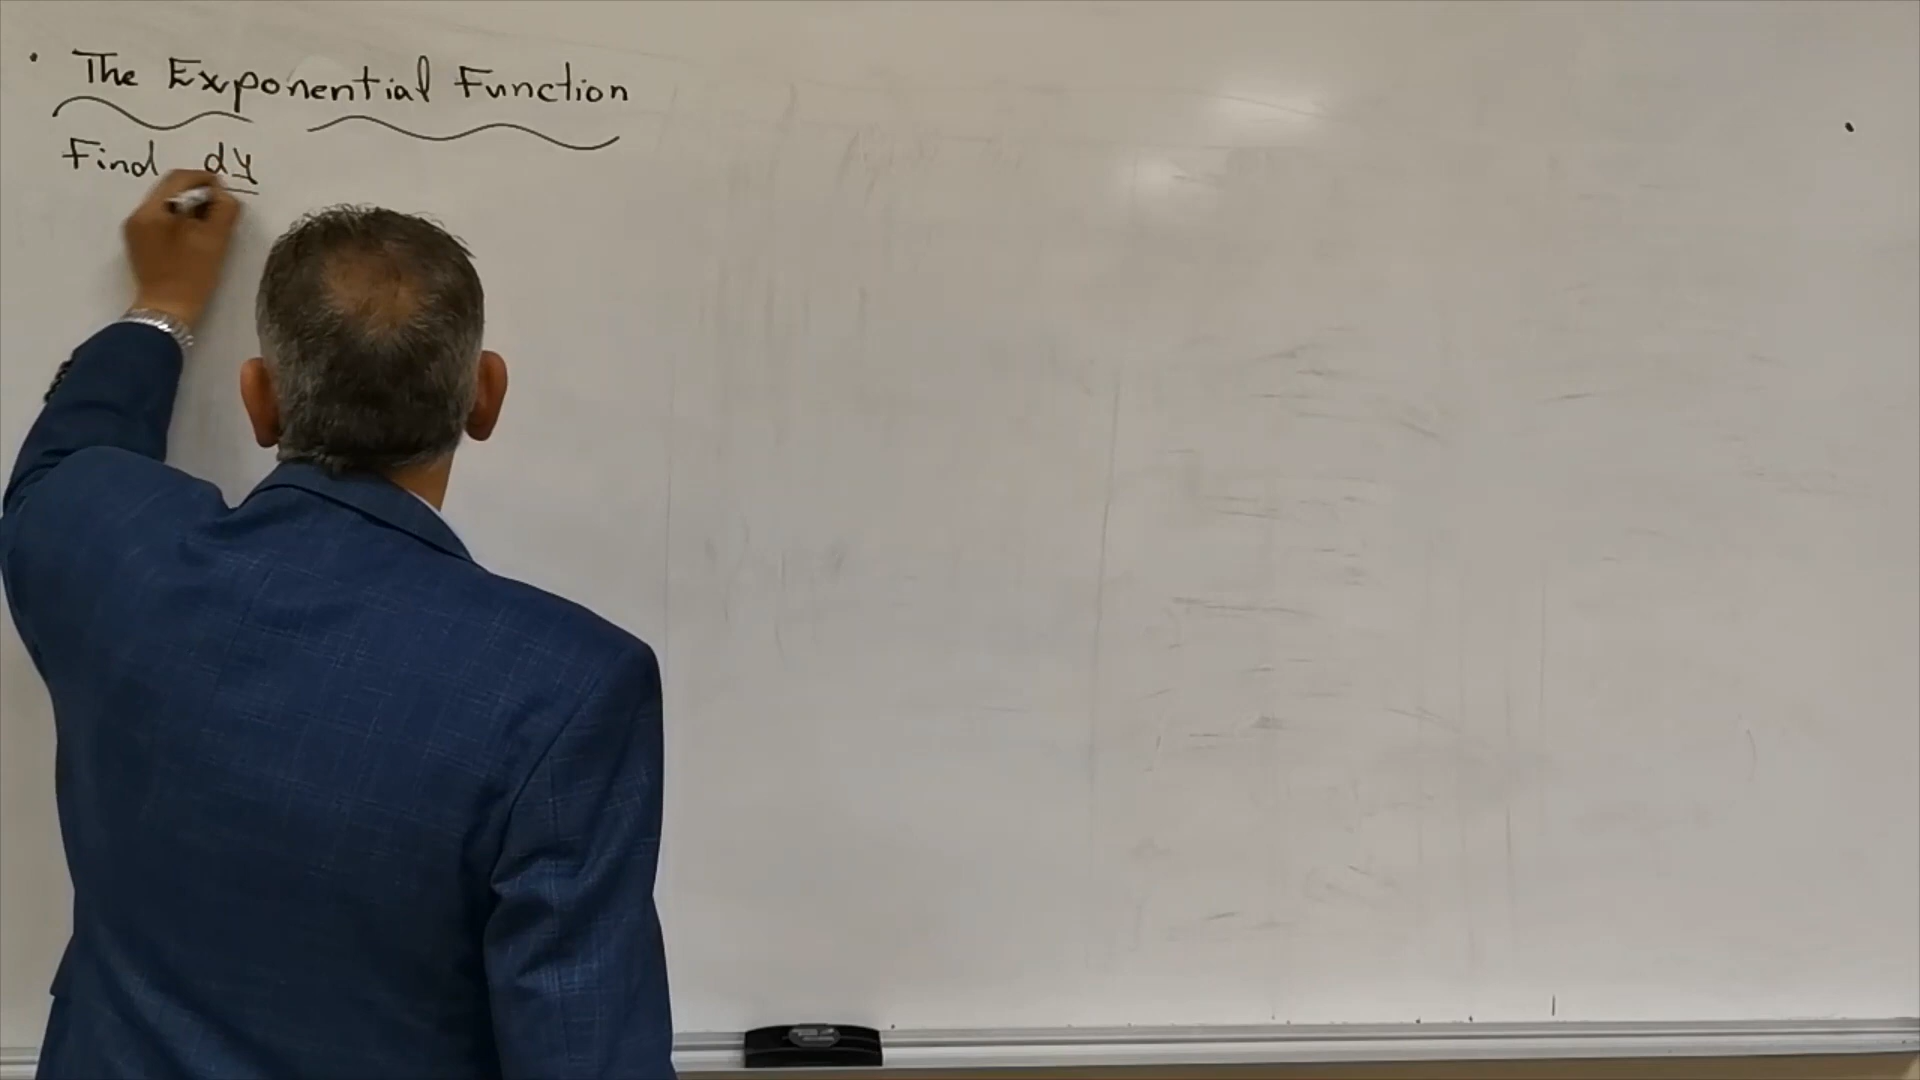 · The Exponential Function
Find dy